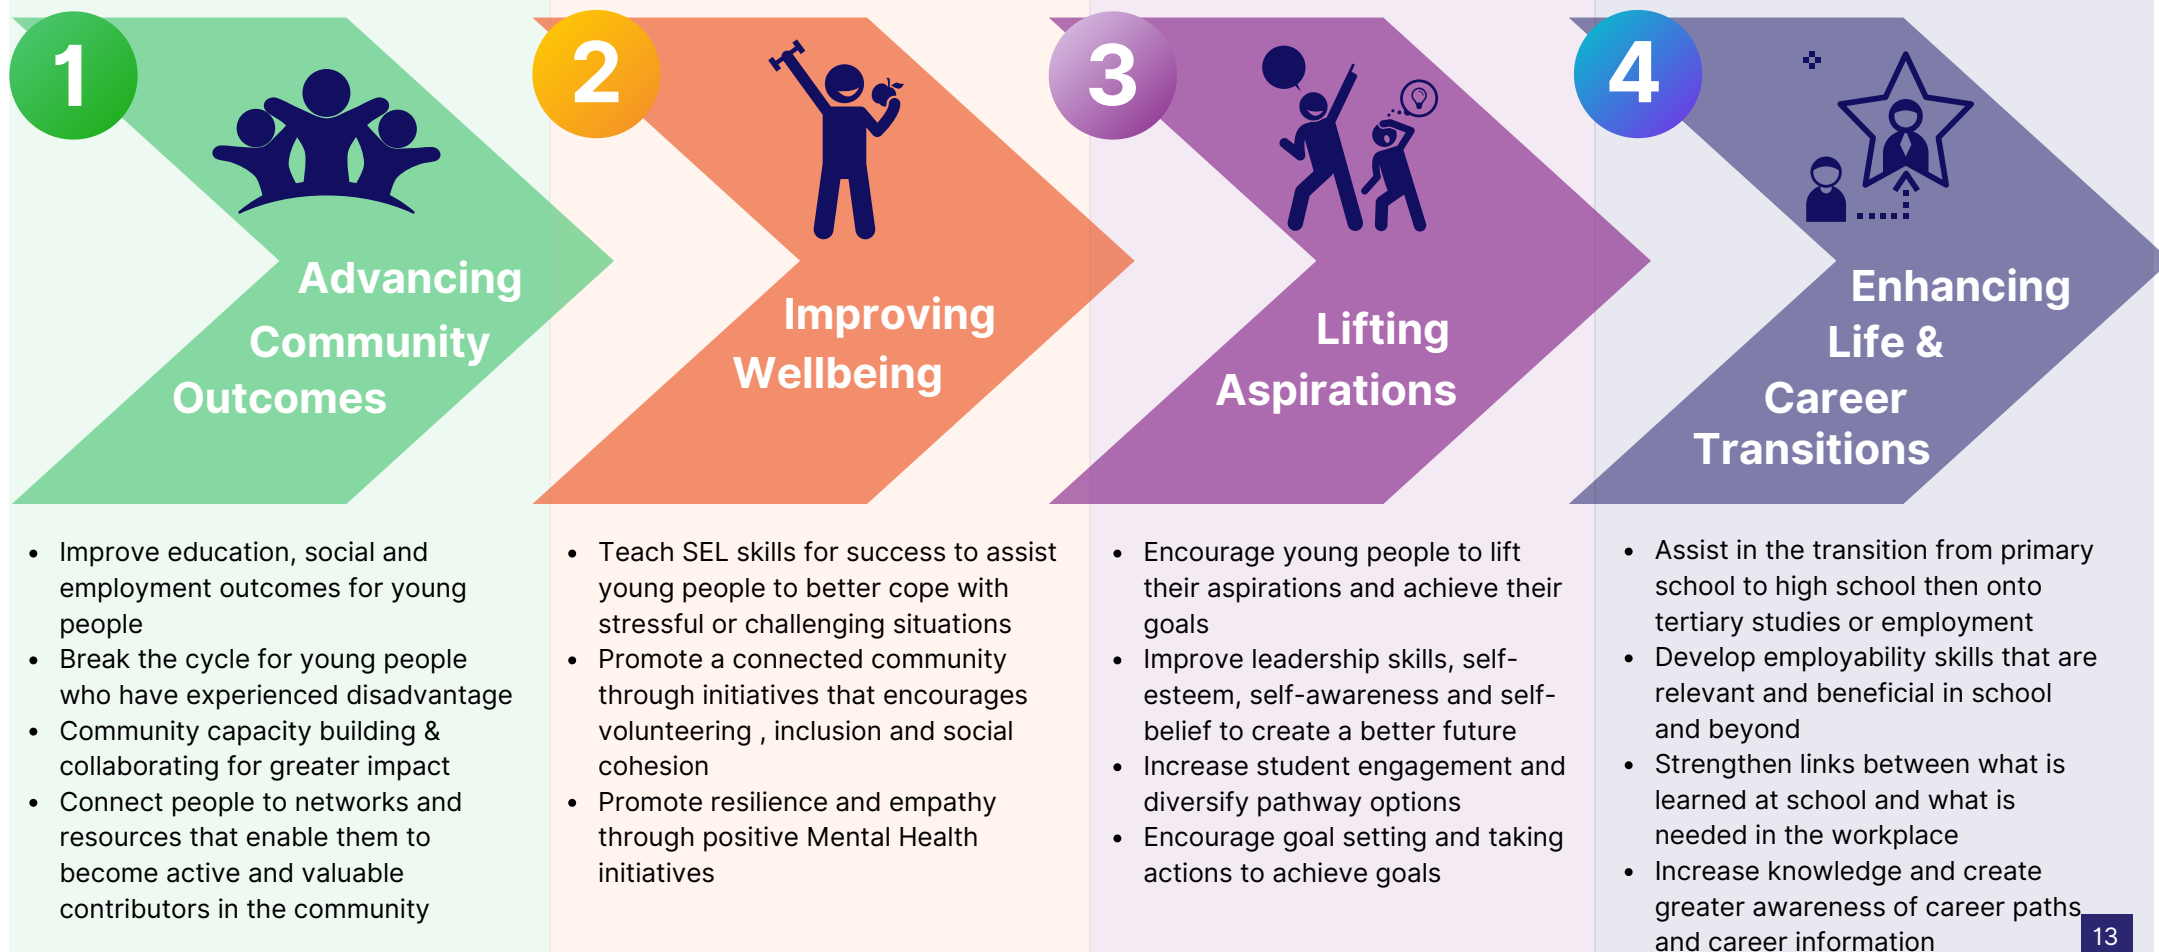 1
Advancing
Community
Outcomes
• Improve education, social and
employment outcomes for young
people
• Break the cycle for young people
who have experienced disadvantage
• Community capacity building &
collaborating for greater impact
• Connect people to networks and
resources that enable them to
become active and valuable
contributors in the community
2
Improving
Wellbeing
• Teach SEL skills for success to assist
young people to better cope with
stressful or challenging situations
• Promote a connected community
through initiatives that encourages
volunteering , inclusion and social
cohesion
• Promote resilience and empathy
through positive Mental Health
initiatives
3
Lifting
Aspirations
• Encourage young people to lift
their aspirations and achieve their
goals
• Improve leadership skills, self-
esteem, self-awareness and self-
belief to create a better future
• Increase student engagement and
diversify pathway options
• Encourage goal setting and taking
actions to achieve goals
4
Enhancing
Life &
Career
Transitions
• Assist in the transition from primary
school to high school then onto
tertiary studies or employment
• Develop employability skills that are
relevant and beneficial in school
and beyond
• Strengthen links between what is
learned at school and what is
needed in the workplace
• Increase knowledge and create
greater awareness of career paths
and career information
13